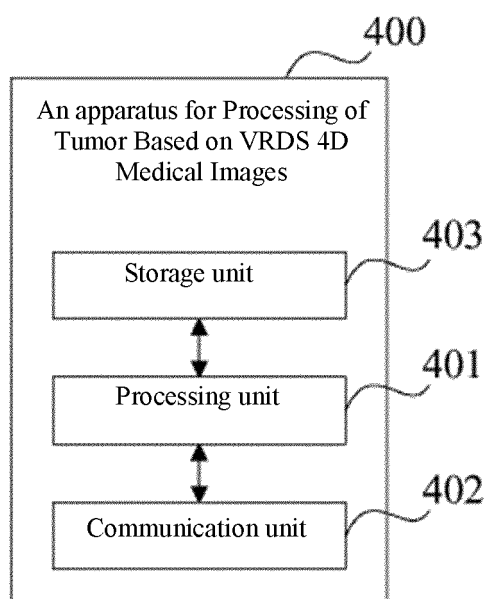 400
An apparatus for Processing of
Tumor Based on VRDS 4D
Medical Images
403
Storage unit
401
Processing unit
402
Communication unit